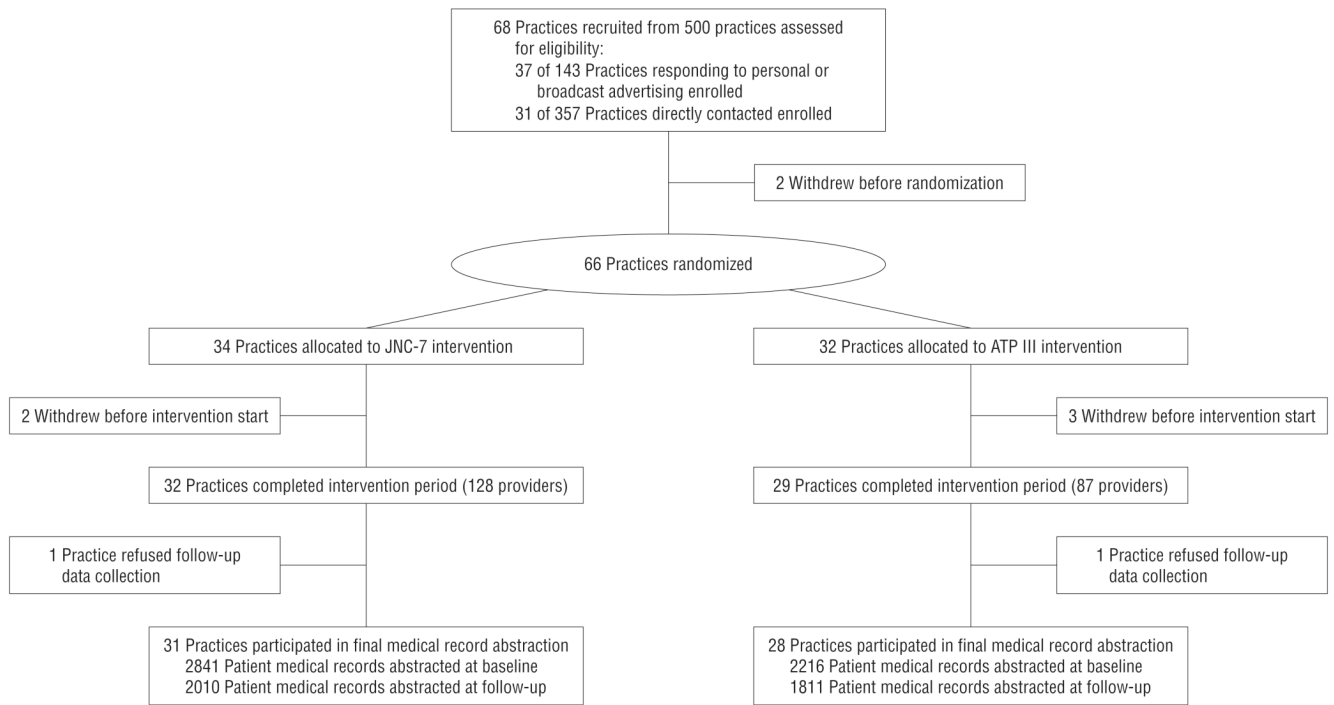 68 Practices recruited from 500 practices assessed
for eligibility:
37 of 143 Practices responding to personal or
broadcast advertising enrolled
31 of 357 Practices directly contacted enrolled
2 Withdrew before randomization
66 Practices randomized
34 Practices allocated to JNC-7 intervention
32 Practices allocated to ATP III intervention
2 Withdrew before intervention start
3 Withdrew before intervention start
32 Practices completed intervention period (128 providers)
29 Practices completed intervention period (87 providers)
1 Practice refused follow-up
data collection
1 Practice refused follow-up
data collection
31 Practices participated in final medical record abstraction
2841 Patient medical records abstracted at baseline
2010 Patient medical records abstracted at follow-up
28 Practices participated in final medical record abstraction
2216 Patient medical records abstracted at baseline
1811 Patient medical records abstracted at follow-up